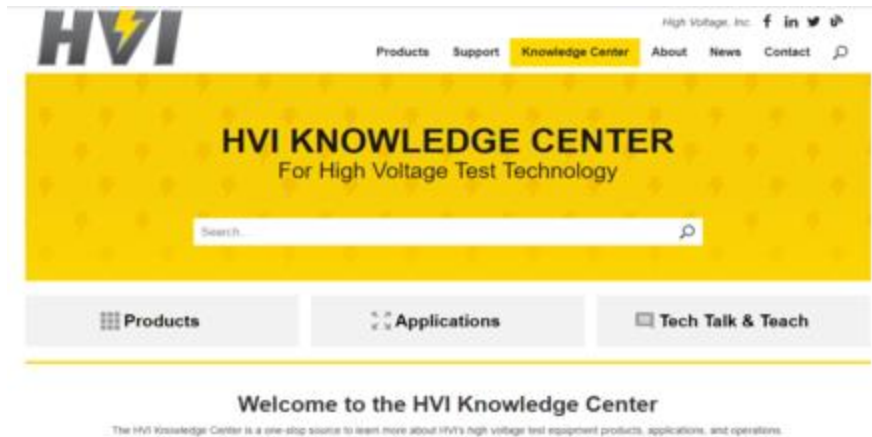 HVI
High Voltage, Inc.
Products Support Knowledge Center About News Contact
HVI KNOWLEDGE CENTER
For High Voltage Test Technology
Search...
Products
Applications
Tech Talk & Teach
Welcome to the HVI Knowledge Center
The HVI Knowledge Center is a one-stop source to learn more about HVI's high voltage test equipment products, applications, and operations.